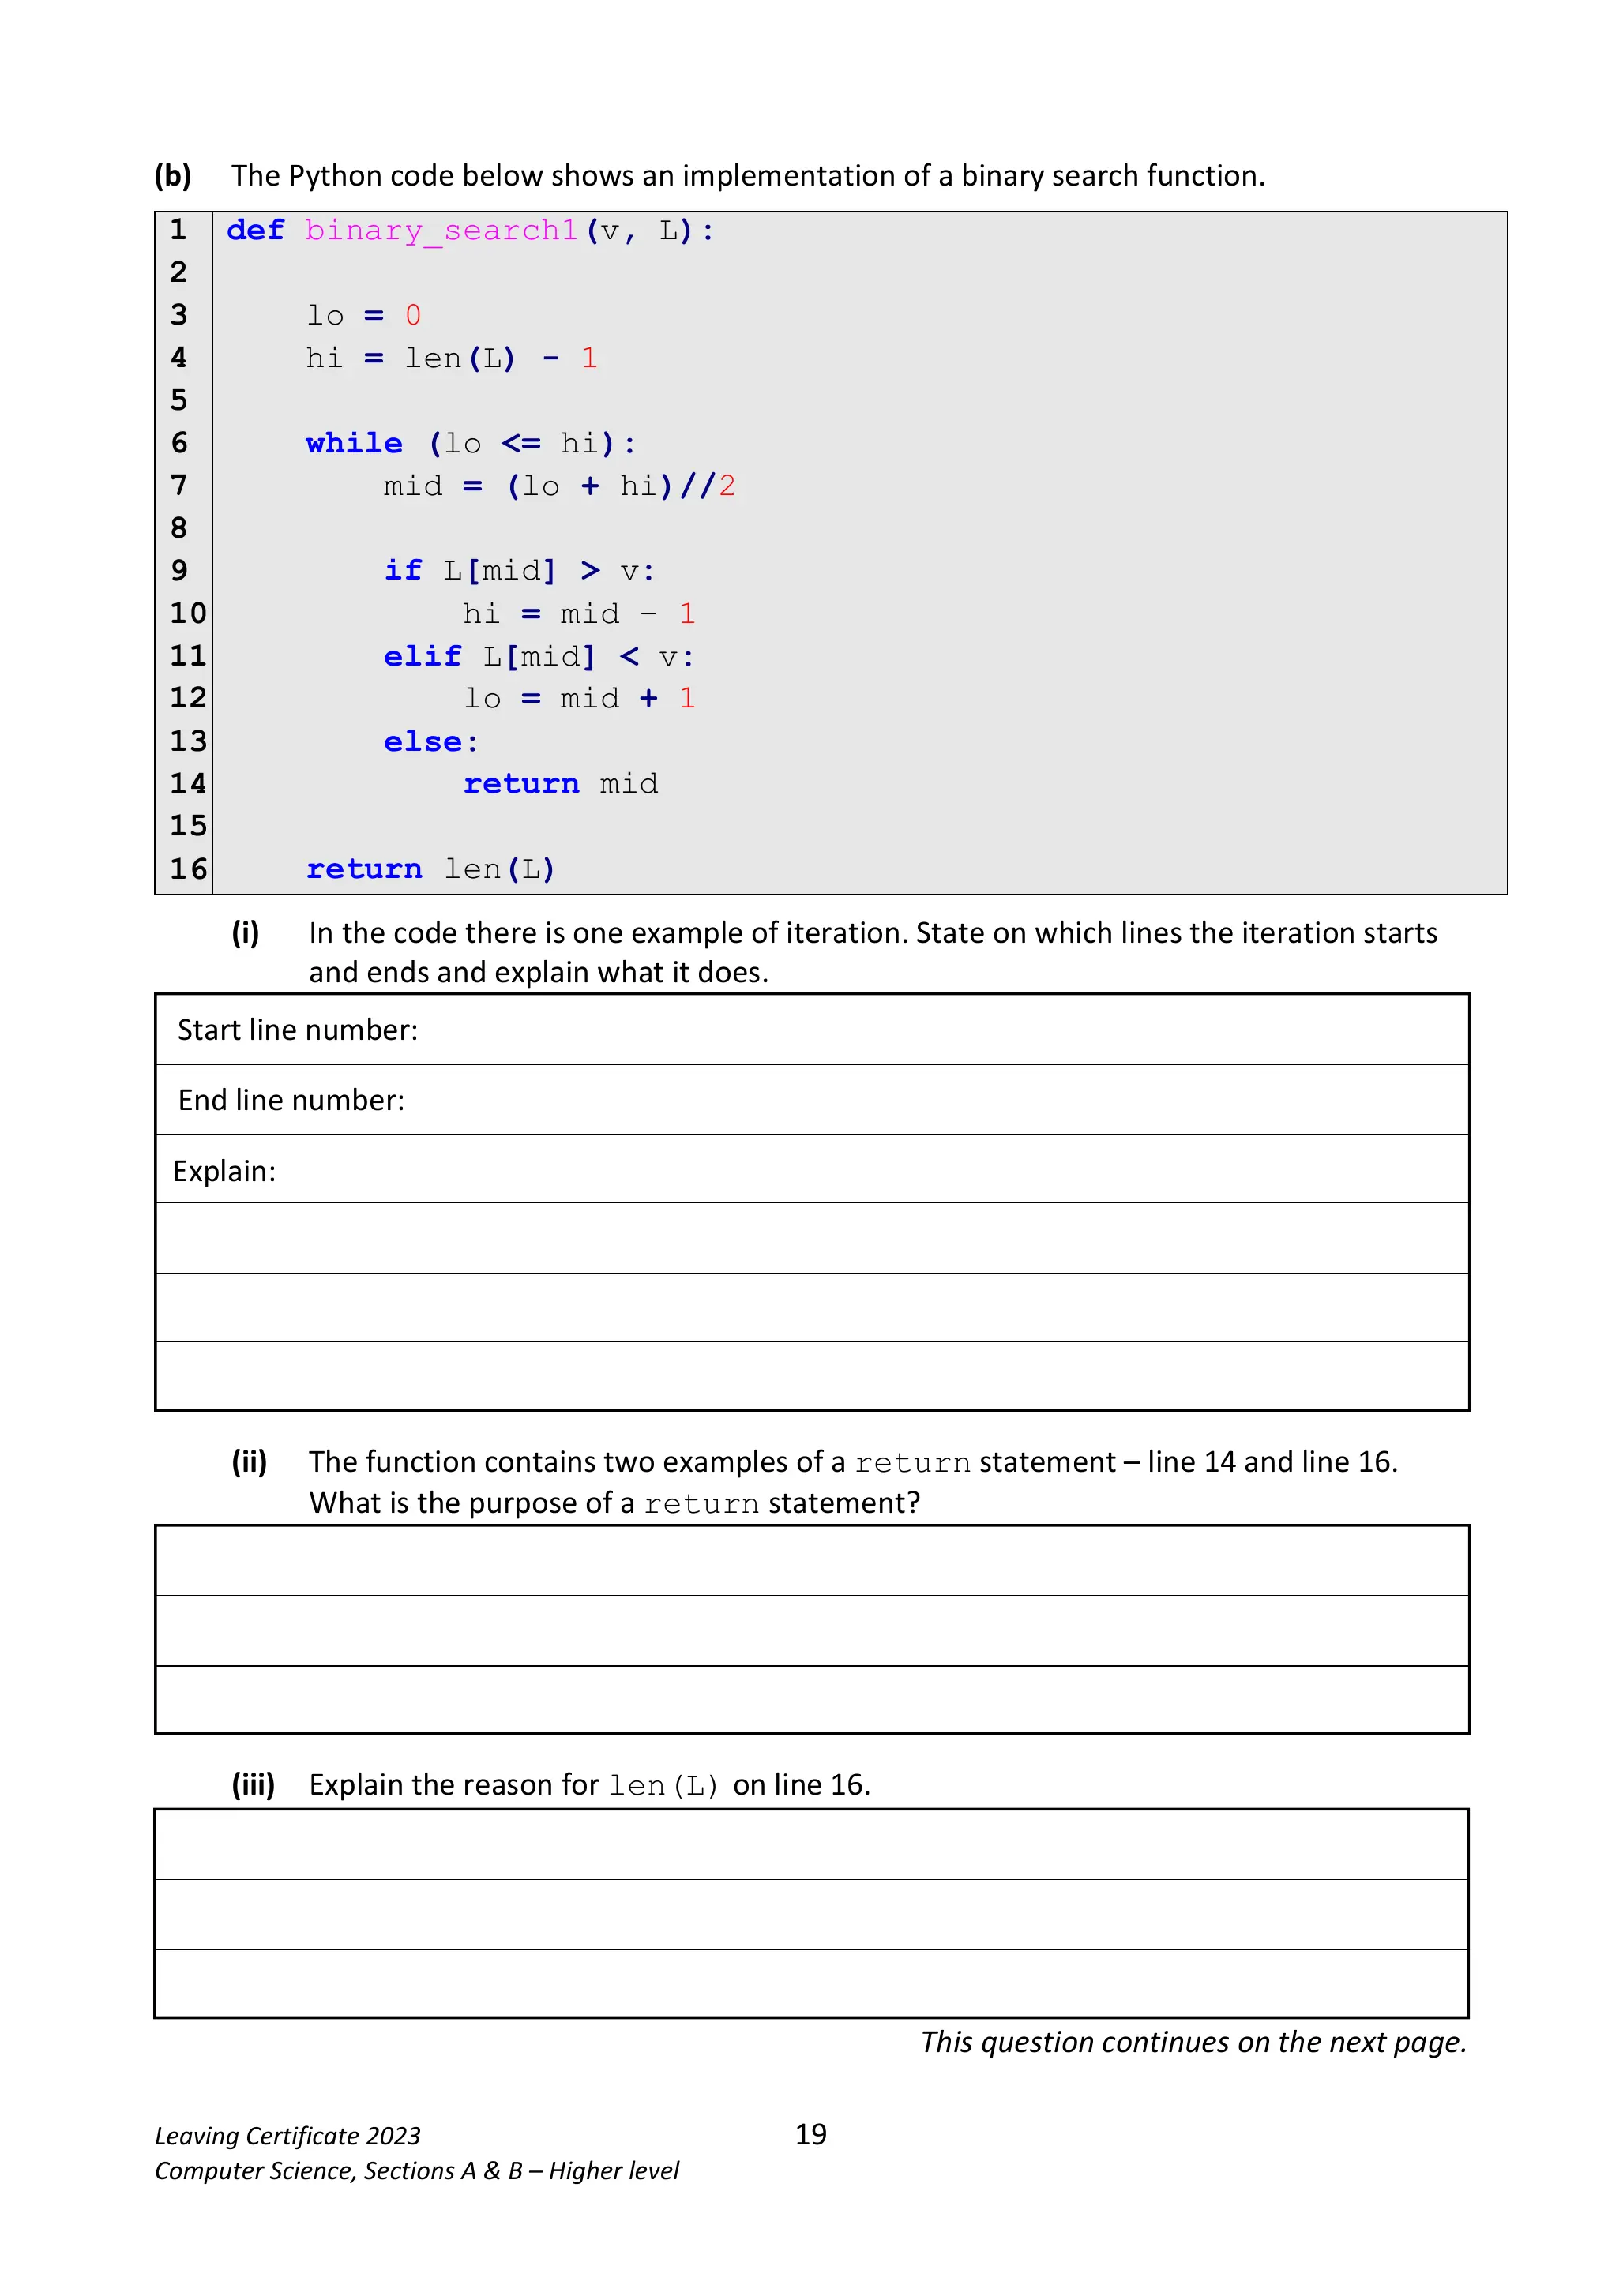 (b) The Python code below shows an implementation of a binary search function.
1 def binary_search1(v, L):
2
3 lo = 0
4 hi = len(L) - 1
5
6 while (lo <= hi):
7 mid = (lo + hi)//2
8
9 if L[mid] > v:
10 hi = mid – 1
11 elif L[mid] < v:
12 lo = mid + 1
13 else:
14 return mid
15
16 return len(L)
(i) In the code there is one example of iteration. State on which lines the iteration starts
and ends and explain what it does.
Start line number:
End line number:
Explain:
(ii) The function contains two examples of a return statement – line 14 and line 16.
What is the purpose of a return statement?
(iii) Explain the reason for len(L) on line 16.
This question continues on the next page.
Leaving Certificate 2023 19
Computer Science, Sections A & B – Higher level